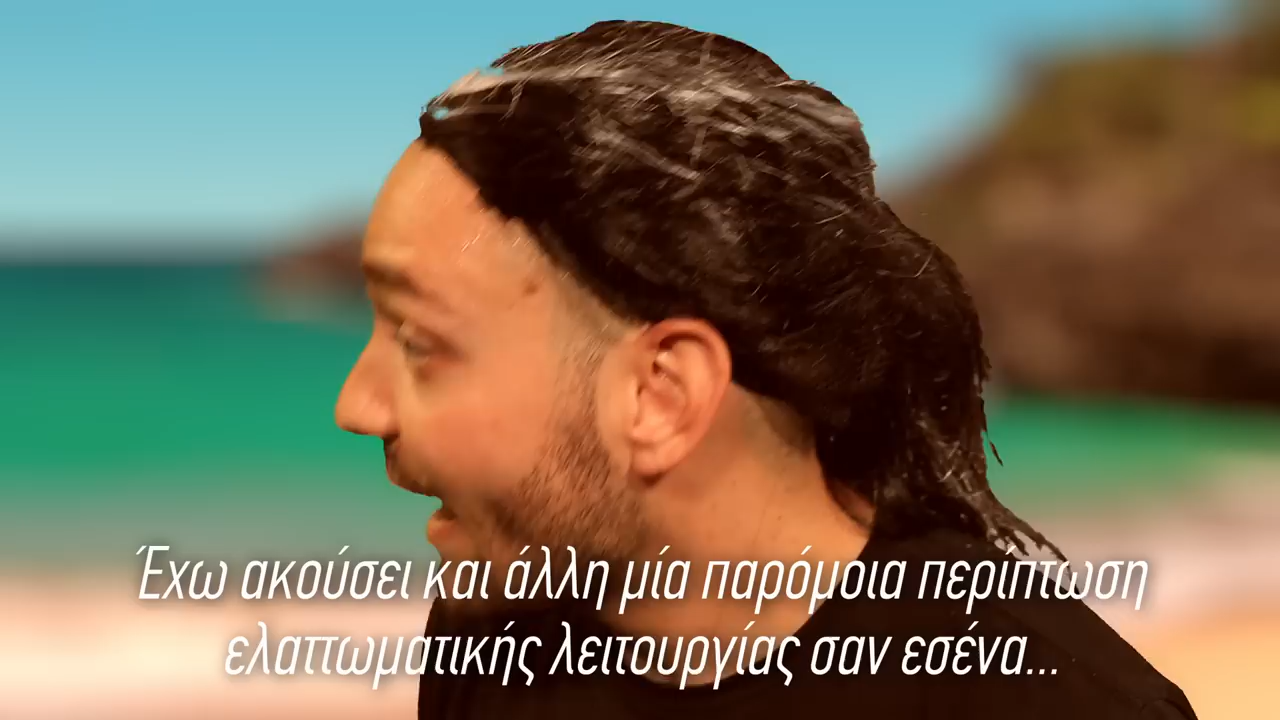 Έχω ακούσει και άλλη μία παρόμοια περίπτωση
ελαττωματικής λειτουργίας σαν εσένα...